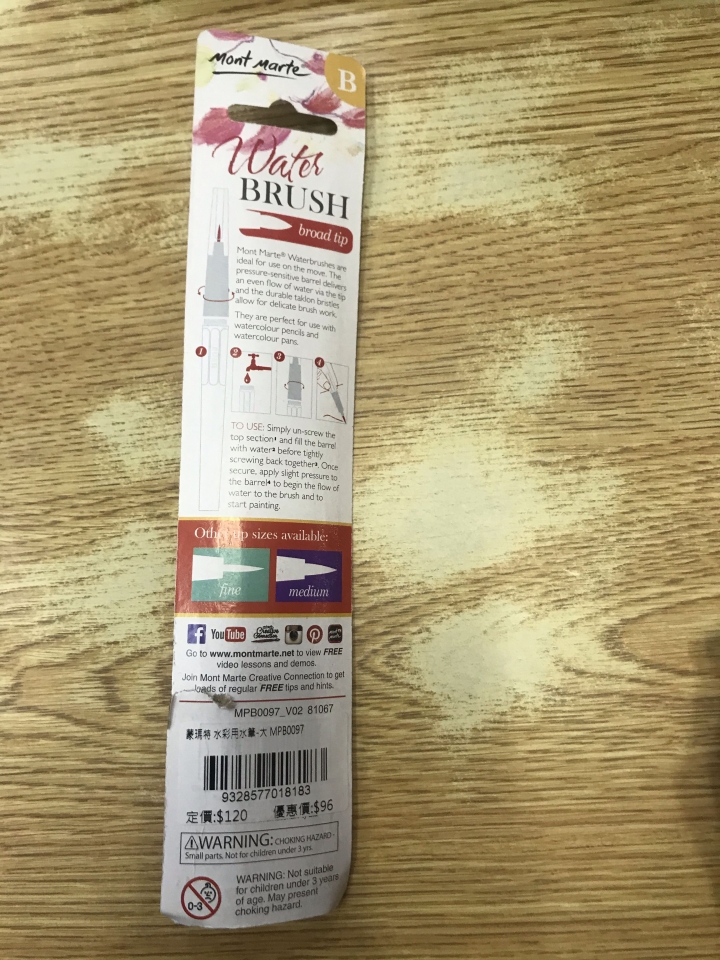 Mont Marte
B
Water
BRUSH
broad tip
Mont Marte® Waterbrushes are
ideal for use on the move. The
pressure-sensitive barrel delivers
an even flow of water via the tip
and the durable taklon bristles
allow for delicate brush work.
They are perfect for use with
watercolour pencils and
watercolour pans.
1 2 3 4
TO USE: Simply un-screw the
top section¹ and fill the barrel
with water² before tightly
screwing back together³. Once
secure, apply slight pressure to
the barrel⁴ to begin the flow of
water to the brush and to
start painting.
Other tip sizes available:
fine
medium
YouTube
Go to www.montmarte.net to view FREE
video lessons and demos.
Join Mont Marte Creative Connection to get
loads of regular FREE tips and hints.
MPB0097_V02 81067
蒙瑪特 水彩用水筆-大 MPB0097
9328577018183
定價:$120 優惠價:$96
WARNING: CHOKING HAZARD -
Small parts. Not for children under 3 yrs.
0-3
WARNING: Not suitable
for children under 3 years
of age. May present
choking hazard.